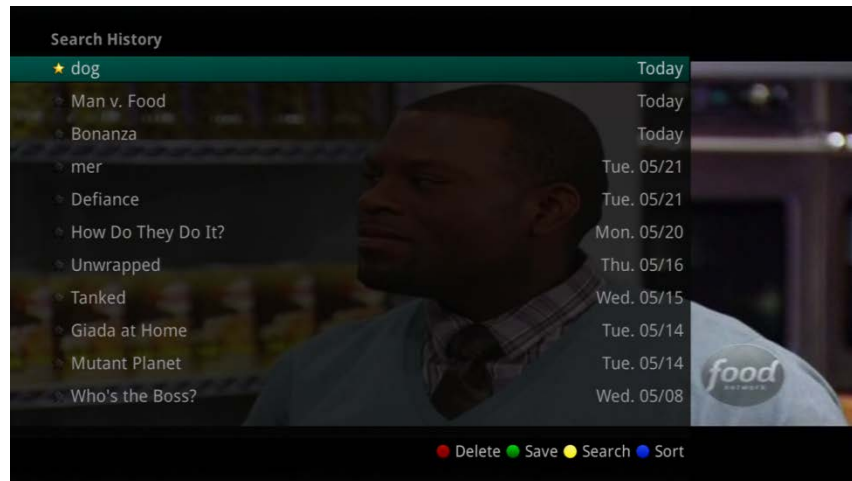 Search History
dog Today
Man v. Food Today
Bonanza Today
mer Tue. 05/21
Defiance Tue. 05/21
How Do They Do It? Mon. 05/20
Unwrapped Thu. 05/16
Tanked Wed. 05/15
Giada at Home Tue. 05/14
Mutant Planet Tue. 05/14
Who's the Boss? Wed. 05/08
food
network
Delete Save Search Sort